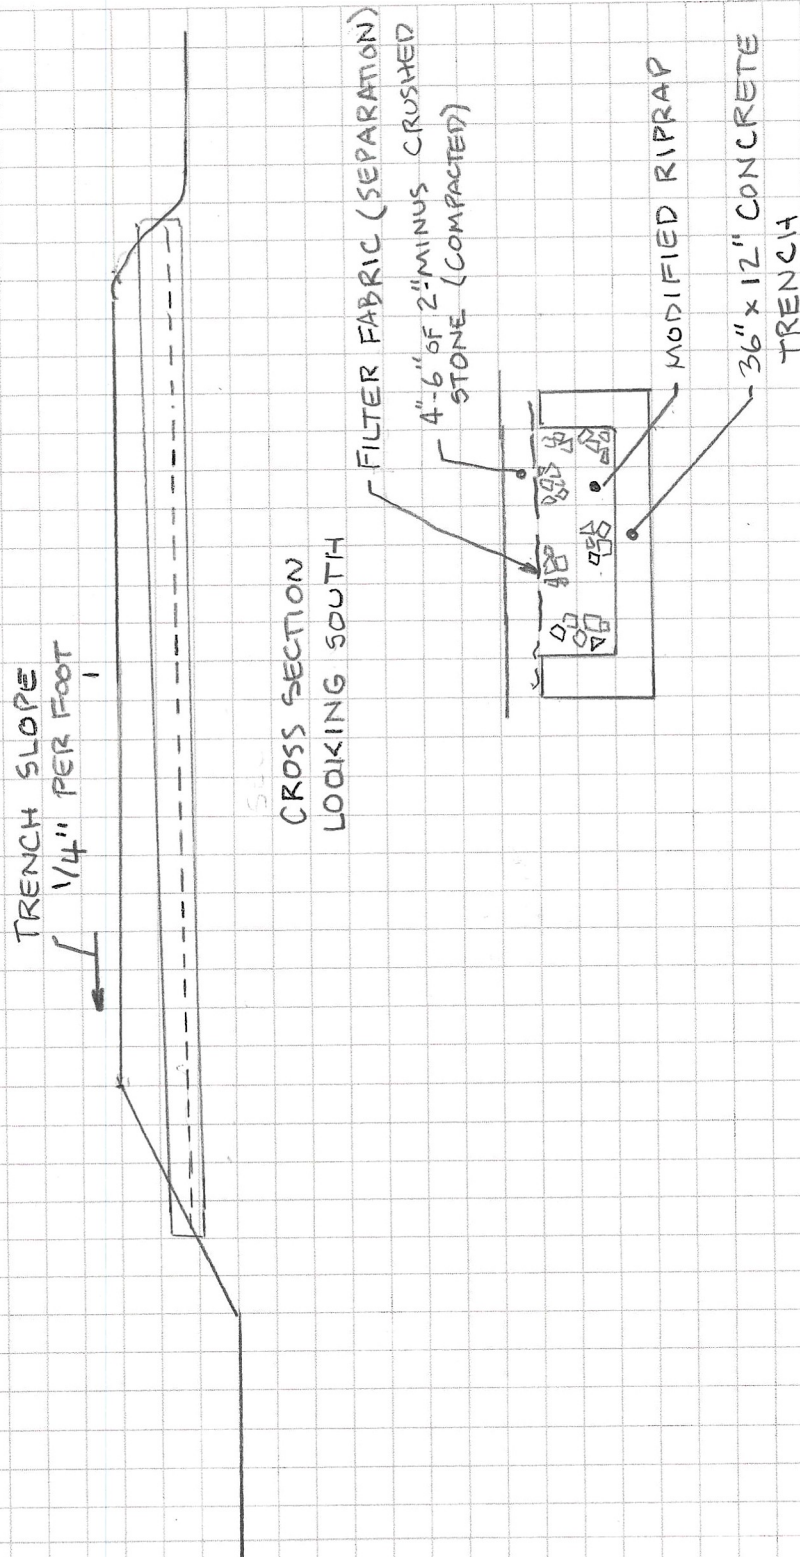 TRENCH SLOPE
1/4" PER FOOT
CROSS SECTION
LOOKING SOUTH
FILTER FABRIC (SEPARATION)
4"-6" OF 2"MINUS CRUSHED
STONE (COMPACTED)
MODIFIED RIPRAP
36" x 12" CONCRETE
TRENCH